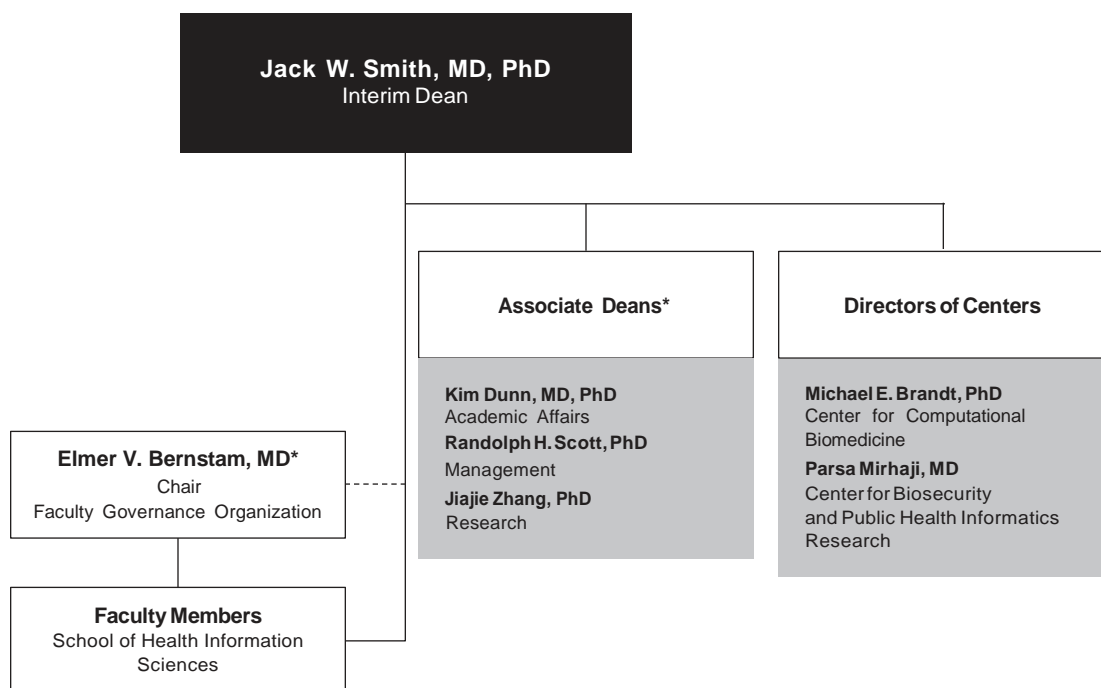 Jack W. Smith, MD, PhD
Interim Dean
Associate Deans*
Directors of Centers
Kim Dunn, MD, PhD
Academic Affairs
Randolph H. Scott, PhD
Management
Jiajie Zhang, PhD
Research
Michael E. Brandt, PhD
Center for Computational
Biomedicine
Parsa Mirhaji, MD
Center for Biosecurity
and Public Health Informatics
Research
Elmer V. Bernstam, MD*
Chair
Faculty Governance Organization
Faculty Members
School of Health Information
Sciences